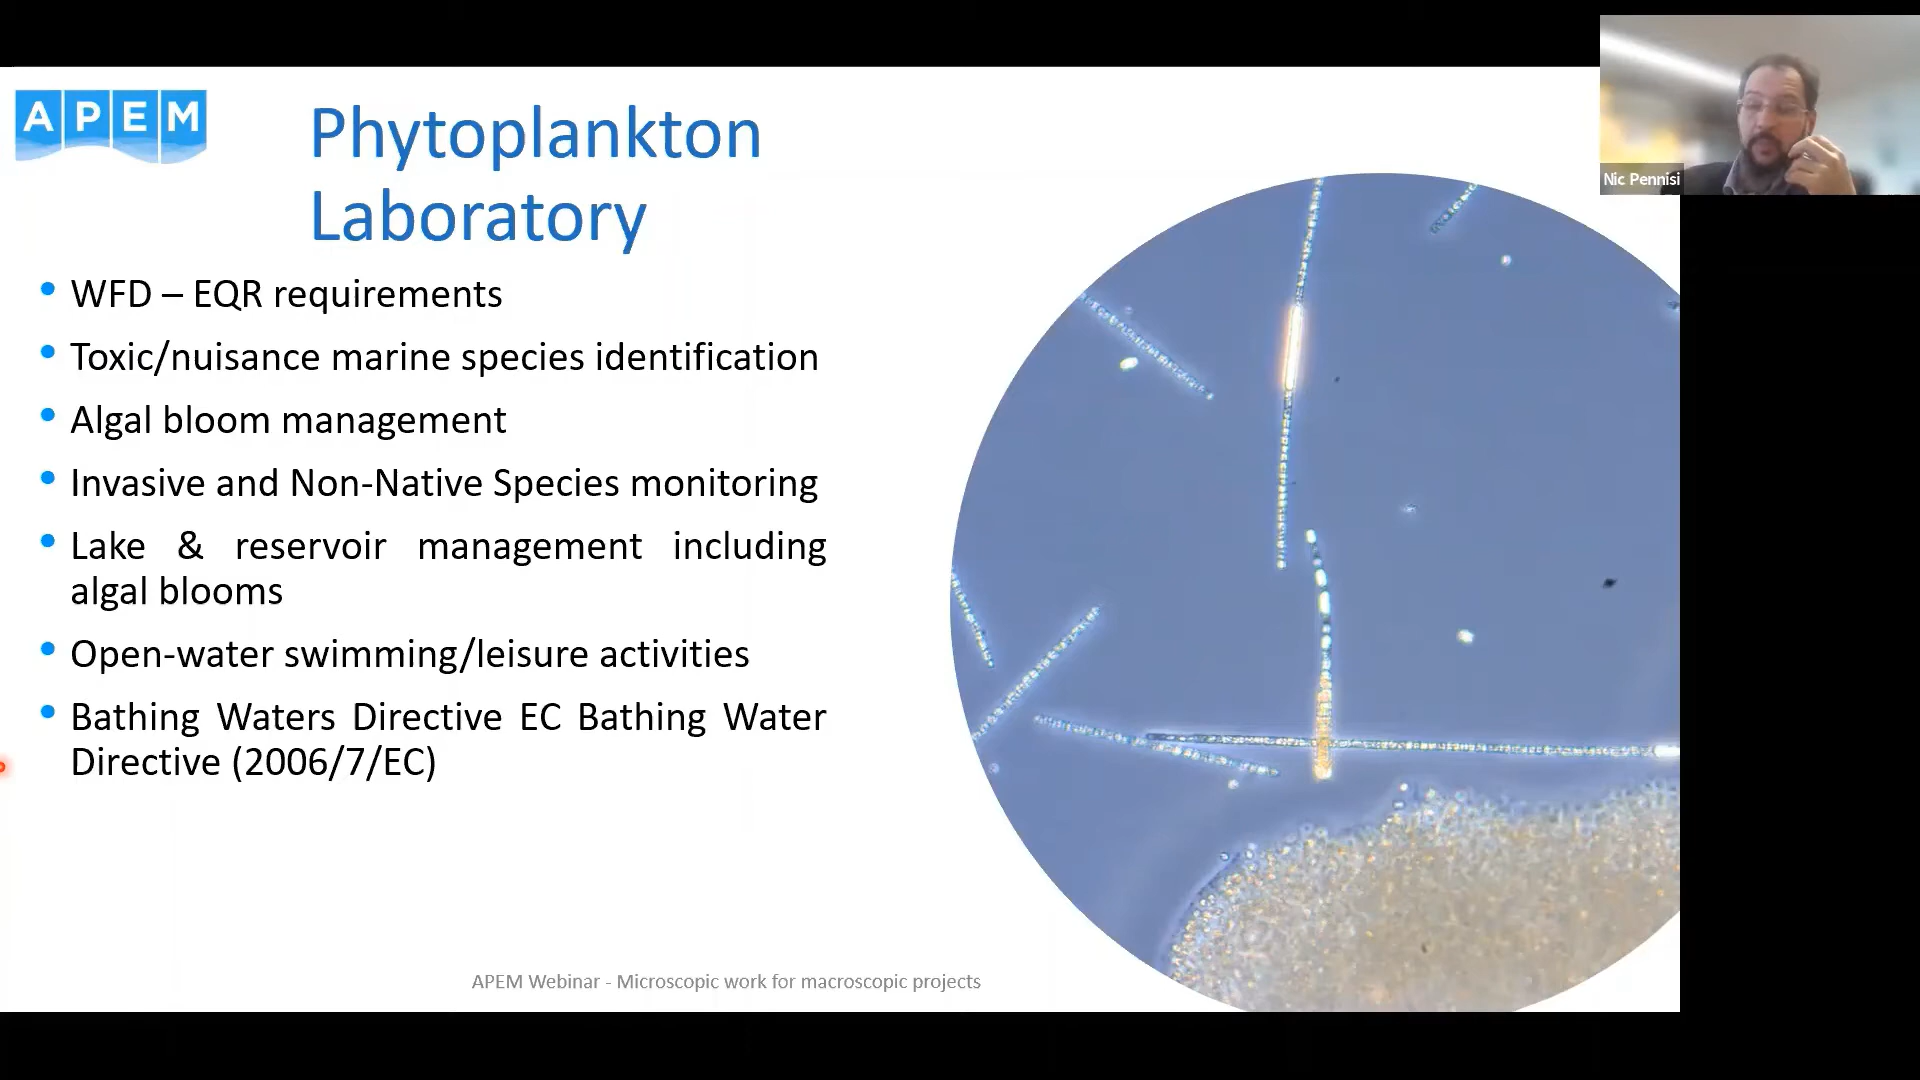 APEM
Phytoplankton
Laboratory
Nic Pennisi
• WFD – EQR requirements
• Toxic/nuisance marine species identification
• Algal bloom management
• Invasive and Non-Native Species monitoring
• Lake & reservoir management including
algal blooms
• Open-water swimming/leisure activities
• Bathing Waters Directive EC Bathing Water
Directive (2006/7/EC)
APEM Webinar - Microscopic work for macroscopic projects